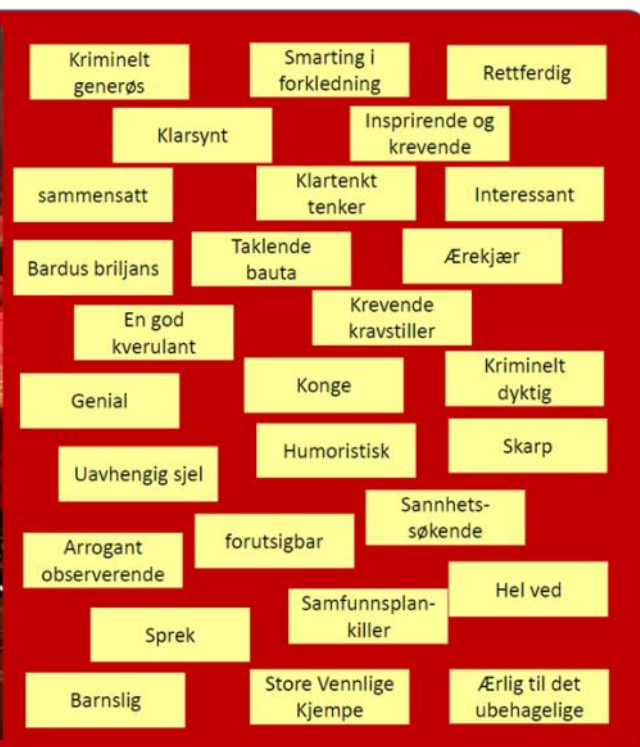 Kriminelt
generøs
Smarting i
forkledning
Rettferdig
Klarsynt
Insprirende og
krevende
sammensatt
Klartenkt
tenker
Interessant
Bardus briljans
Taklende
bauta
Ærekjær
En god
kverulant
Krevende
kravstiller
Genial
Konge
Kriminelt
dyktig
Uavhengig sjel
Humoristisk
Skarp
Arrogant
observerende
forutsigbar
Sannhets-
søkende
Sprek
Samfunnsplan-
killer
Hel ved
Barnslig
Store Vennlige
Kjempe
Ærlig til det
ubehagelige